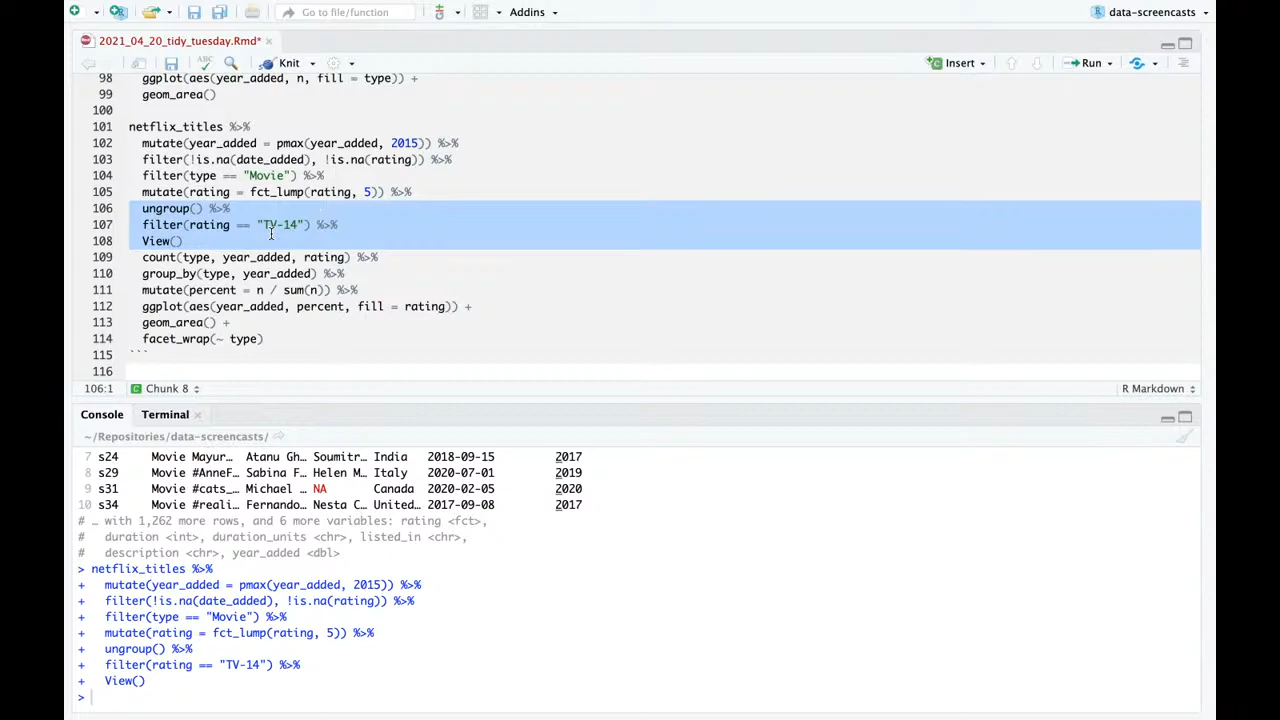 Go to file/function
Addins
data-screencasts
2021_04_20_tidy_tuesday.Rmd*
ABC
Knit
Insert
Run
98 ggplot(aes(year_added, n, fill = type)) +
99 geom_area()
100
101 netflix_titles %>%
102 mutate(year_added = pmax(year_added, 2015)) %>%
103 filter(!is.na(date_added), !is.na(rating)) %>%
104 filter(type == "Movie") %>%
105 mutate(rating = fct_lump(rating, 5)) %>%
106 ungroup() %>%
107 filter(rating == "TV-14") %>%
108 View()
109 count(type, year_added, rating) %>%
110 group_by(type, year_added) %>%
111 mutate(percent = n / sum(n)) %>%
112 ggplot(aes(year_added, percent, fill = rating)) +
113 geom_area() +
114 facet_wrap(~ type)
115 ```
116
106:1 C Chunk 8 R Markdown
Console Terminal
~/Repositories/data-screencasts/
7 s24 Movie Mayur… Atanu Gh… Soumitr… India 2018-09-15 2017
8 s29 Movie #AnneF… Sabina F… Helen M… Italy 2020-07-01 2019
9 s31 Movie #cats_… Michael … NA Canada 2020-02-05 2020
10 s34 Movie #reali… Fernando… Nesta C… United… 2017-09-08 2017
# … with 1,262 more rows, and 6 more variables: rating <fct>,
# duration <int>, duration_units <chr>, listed_in <chr>,
# description <chr>, year_added <dbl>
> netflix_titles %>%
+ mutate(year_added = pmax(year_added, 2015)) %>%
+ filter(!is.na(date_added), !is.na(rating)) %>%
+ filter(type == "Movie") %>%
+ mutate(rating = fct_lump(rating, 5)) %>%
+ ungroup() %>%
+ filter(rating == "TV-14") %>%
+ View()
>